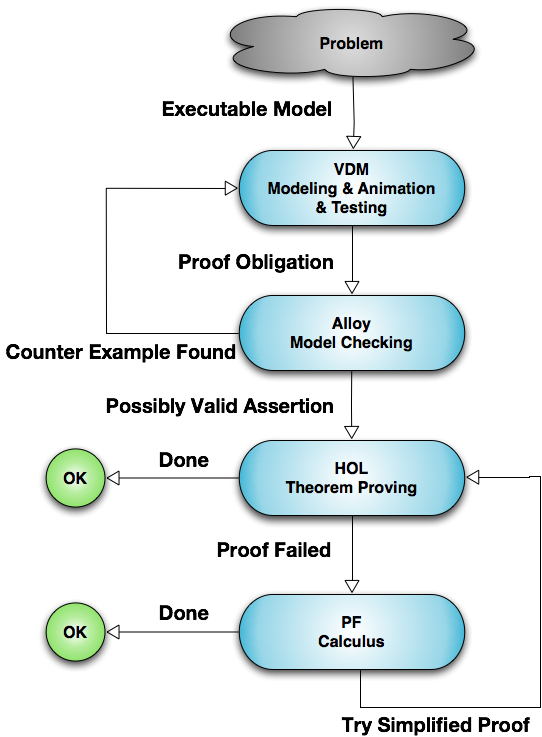 Problem
Executable Model
VDM
Modeling & Animation
& Testing
Proof Obligation
Alloy
Model Checking
Counter Example Found
Possibly Valid Assertion
Done
OK
HOL
Theorem Proving
Proof Failed
Done
OK
PF
Calculus
Try Simplified Proof